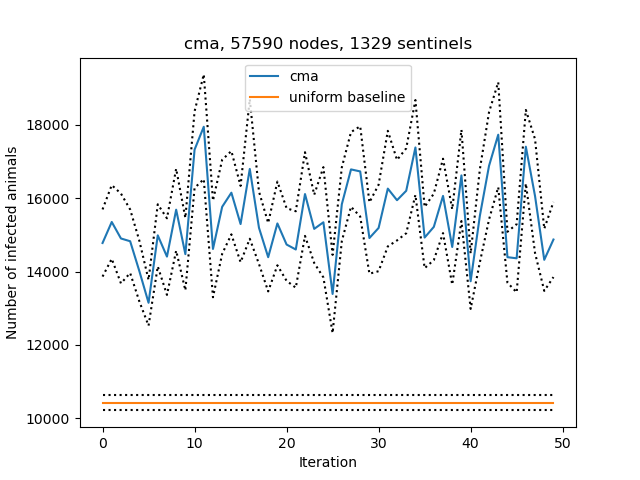 cma, 57590 nodes, 1329 sentinels
cma
uniform baseline
Number of infected animals
18000
16000
14000
12000
10000
0 10 20 30 40 50
Iteration